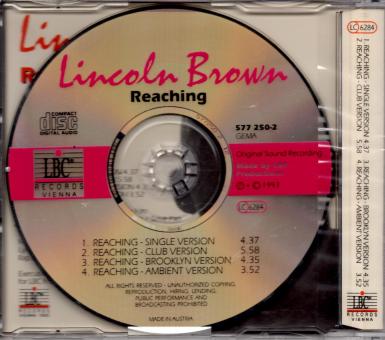 Lincoln Brown
Reaching
COMPACT
disc
DIGITAL AUDIO
577 250-2
GEMA
Original Sound Recording
Made by LBC
Productions
LBC
RECORDS
VIENNA
LC 6284
1. REACHING - SINGLE VERSION 4.37
2. REACHING - CLUB VERSION 5.58
3. REACHING - BROOKLYN VERSION 4.35
4. REACHING - AMBIENT VERSION 3.52
ALL RIGHTS RESERVED - UNAUTHORIZED COPYING,
REPRODUCTION, HIRING, LENDING,
PUBLIC PERFORMANCE AND
BROADCASTING PROHIBITED
MADE IN AUSTRIA
LC 6284
1. REACHING - SINGLE VERSION 4.37
2. REACHING - CLUB VERSION 5.58
3. REACHING - BROOKLYN VERSION 4.35
4. REACHING - AMBIENT VERSION 3.52
LBC
RECORDS
VIENNA